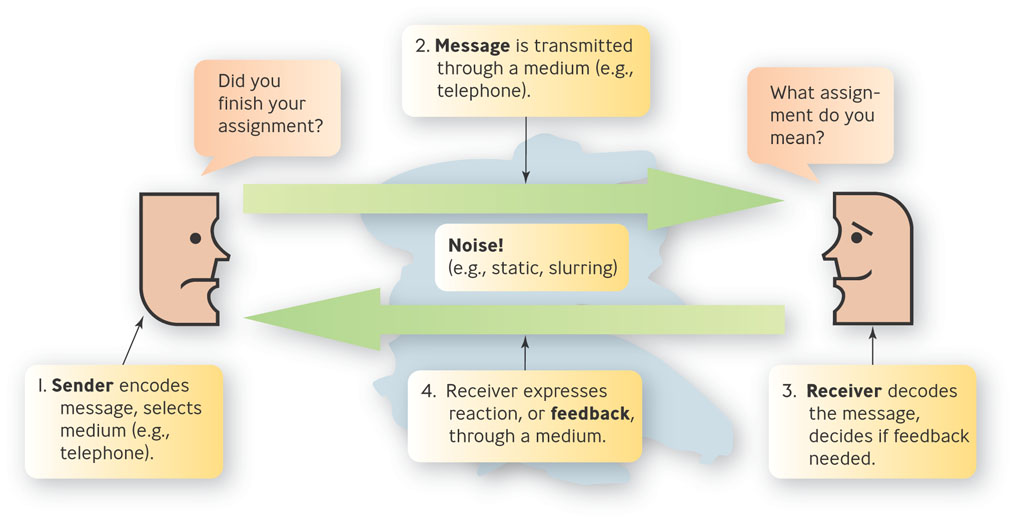 2. Message is transmitted
through a medium (e.g.,
telephone).
Did you
finish your
assignment?
What assign-
ment do you
mean?
Noise!
(e.g., static, slurring)
1. Sender encodes
message, selects
medium (e.g.,
telephone).
4. Receiver expresses
reaction, or feedback,
through a medium.
3. Receiver decodes
the message,
decides if feedback
needed.